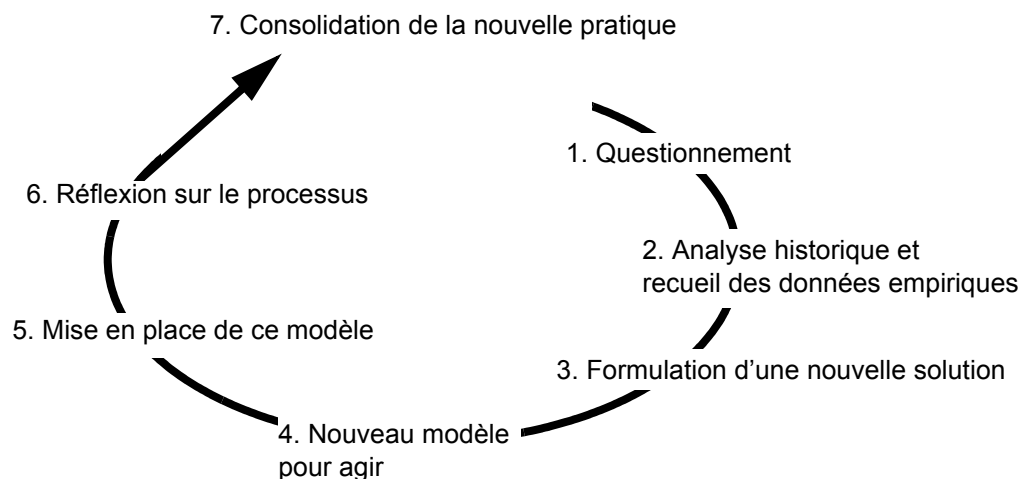 7. Consolidation de la nouvelle pratique
1. Questionnement
6. Réflexion sur le processus
2. Analyse historique et
recueil des données empiriques
5. Mise en place de ce modèle
3. Formulation d’une nouvelle solution
4. Nouveau modèle
pour agir